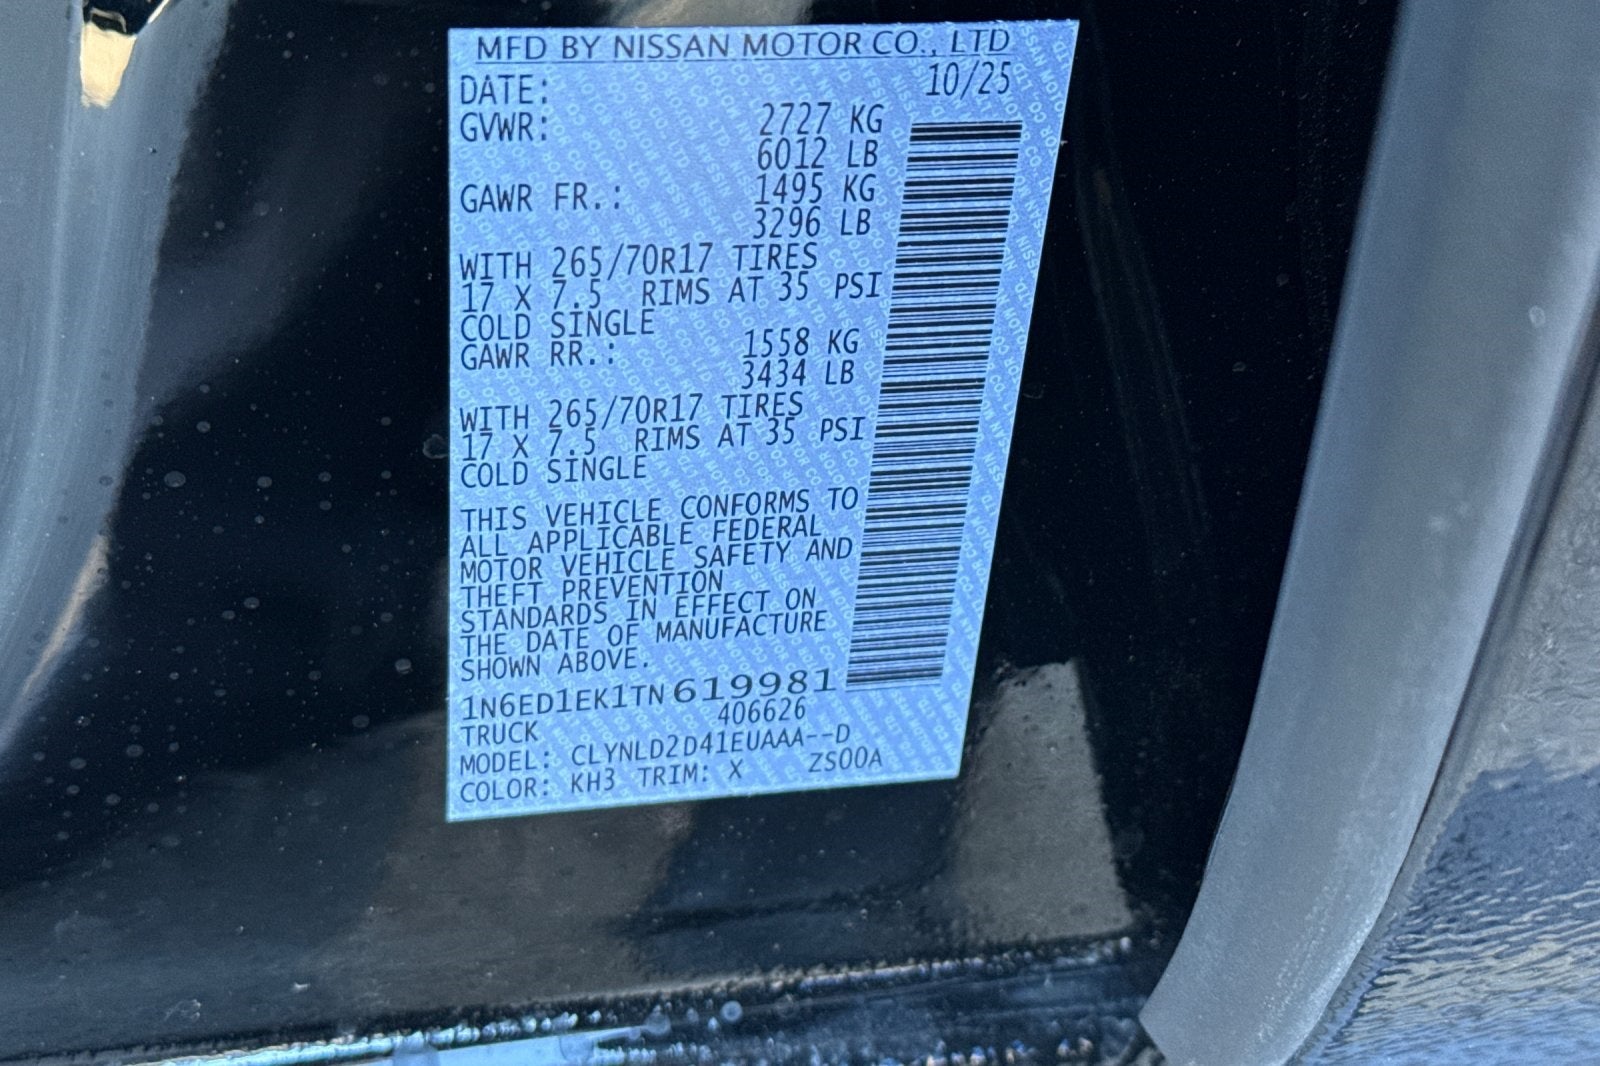 MFD BY NISSAN MOTOR CO., LTD
DATE: 10/25
GVWR: 2727 KG
6012 LB
GAWR FR.: 1495 KG
3296 LB
WITH 265/70R17 TIRES
17 X 7.5 RIMS AT 35 PSI
COLD SINGLE
GAWR RR.: 1558 KG
3434 LB
WITH 265/70R17 TIRES
17 X 7.5 RIMS AT 35 PSI
COLD SINGLE
THIS VEHICLE CONFORMS TO
ALL APPLICABLE FEDERAL
MOTOR VEHICLE SAFETY AND
THEFT PREVENTION
STANDARDS IN EFFECT ON
THE DATE OF MANUFACTURE
SHOWN ABOVE.
1N6ED1EK1TN619981
TRUCK 406626
MODEL: CLYNLD2D41EUAAA--D
COLOR: KH3 TRIM: X ZS00A